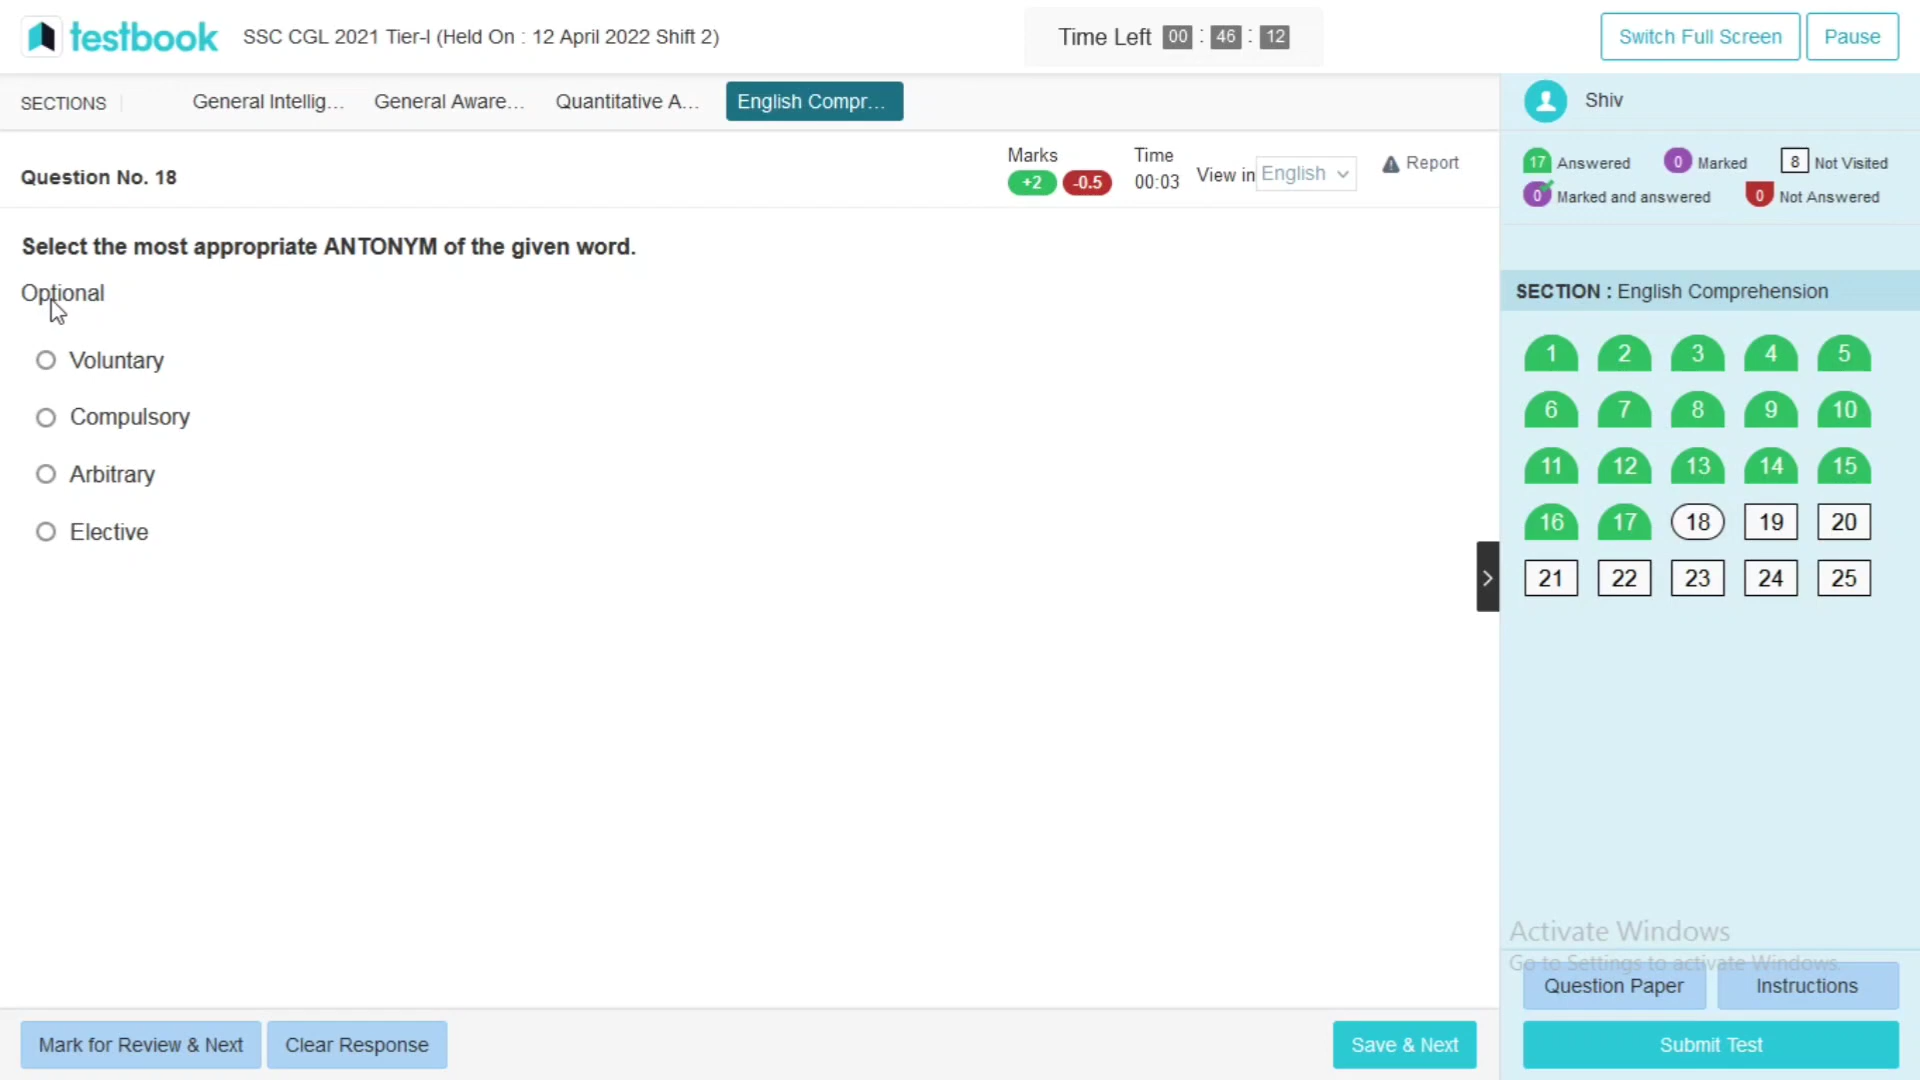 testbook SSC CGL 2021 Tier-I (Held On : 12 April 2022 Shift 2) Time Left 00 : 46 : 12 Switch Full Screen Pause
SECTIONS General Intellig... General Aware... Quantitative A... English Compr... Shiv
Question No. 18 Marks +2 -0.5 Time 00:03 View in English Report
17 Answered 0 Marked 8 Not Visited
0 Marked and answered 0 Not Answered
Select the most appropriate ANTONYM of the given word.
Optional
Voluntary
Compulsory
Arbitrary
Elective
SECTION : English Comprehension
1 2 3 4 5
6 7 8 9 10
11 12 13 14 15
16 17 18 19 20
21 22 23 24 25
Activate Windows
Go to Settings to activate Windows.
Question Paper Instructions
Mark for Review & Next Clear Response Save & Next Submit Test